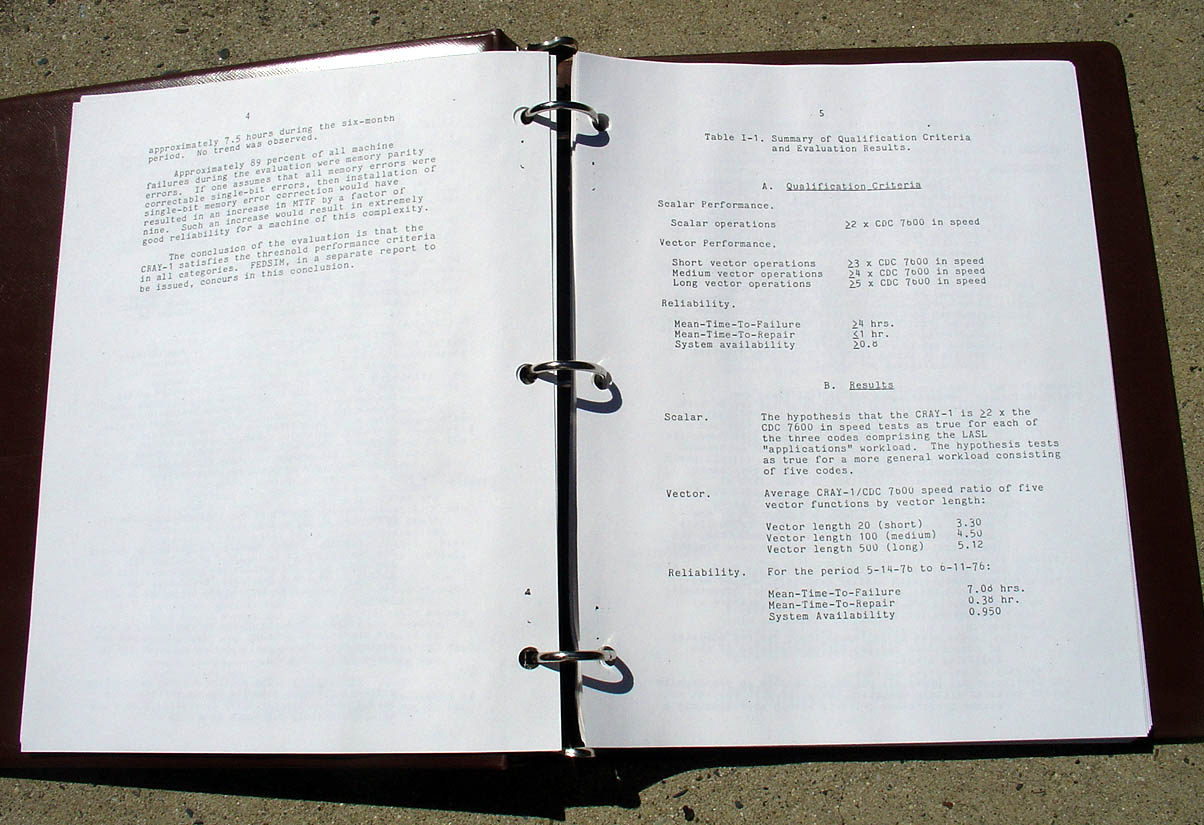 4
approximately 7.5 hours during the six-month
period. No trend was observed.
Approximately 89 percent of all machine
failures during the evaluation were memory parity
errors. If one assumes that all memory errors were
correctable single-bit errors, then installation of
single-bit memory error correction would have
resulted in an increase in MTTF by a factor of
nine. Such an increase would result in extremely
good reliability for a machine of this complexity.
The conclusion of the evaluation is that the
CRAY-1 satisfies the threshold performance criteria
in all categories. FEDSIM, in a separate report to
be issued, concurs in this conclusion.
5
Table I-1. Summary of Qualification Criteria
and Evaluation Results.
A. Qualification Criteria
Scalar Performance.
Scalar operations ≥2 x CDC 7600 in speed
Vector Performance.
Short vector operations ≥3 x CDC 7600 in speed
Medium vector operations ≥4 x CDC 7600 in speed
Long vector operations ≥5 x CDC 7600 in speed
Reliability.
Mean-Time-To-Failure ≥4 hrs.
Mean-Time-To-Repair ≤1 hr.
System availability ≥0.8
B. Results
Scalar. The hypothesis that the CRAY-1 is ≥2 x the
CDC 7600 in speed tests as true for each of
the three codes comprising the LASL
"applications" workload. The hypothesis tests
as true for a more general workload consisting
of five codes.
Vector. Average CRAY-1/CDC 7600 speed ratio of five
vector functions by vector length:
Vector length 20 (short) 3.30
Vector length 100 (medium) 4.50
Vector length 500 (long) 5.12
Reliability. For the period 5-14-76 to 6-11-76:
Mean-Time-To-Failure 7.08 hrs.
Mean-Time-To-Repair 0.38 hr.
System Availability 0.950